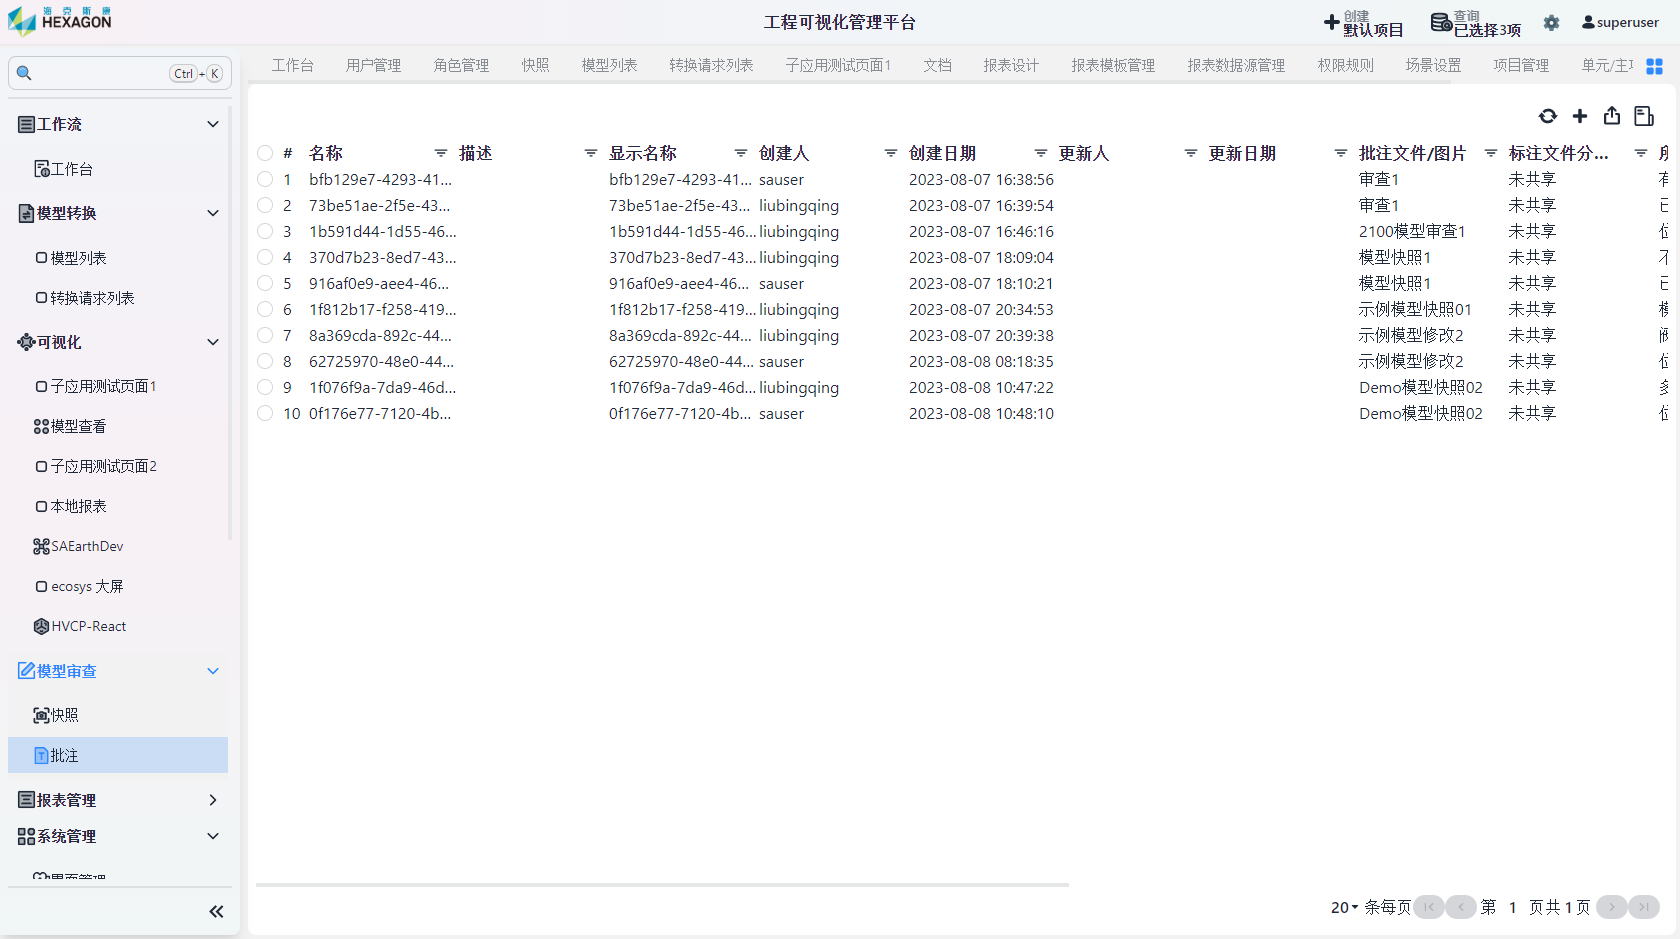 海克斯康
HEXAGON
工程可视化管理平台
创建
默认项目
查询
已选择3项
superuser
Ctrl + K
工作台 用户管理 角色管理 快照 模型列表 转换请求列表 子应用测试页面1 文档 报表设计 报表模板管理 报表数据源管理 权限规则 场景设置 项目管理 单元/主
工作流
工作台
模型转换
模型列表
转换请求列表
可视化
子应用测试页面1
模型查看
子应用测试页面2
本地报表
SAEarthDev
ecosys 大屏
HVCP-React
模型审查
快照
批注
报表管理
系统管理
界面管理
# 名称 描述 显示名称 创建人 创建日期 更新人 更新日期 批注文件/图片 标注文件分...
1 bfb129e7-4293-41... bfb129e7-4293-41... sauser 2023-08-07 16:38:56 审查1 未共享
2 73be51ae-2f5e-43... 73be51ae-2f5e-43... liubingqing 2023-08-07 16:39:54 审查1 未共享
3 1b591d44-1d55-46... 1b591d44-1d55-46... liubingqing 2023-08-07 16:46:16 2100模型审查1 未共享
4 370d7b23-8ed7-43... 370d7b23-8ed7-43... liubingqing 2023-08-07 18:09:04 模型快照1 未共享
5 916af0e9-aee4-46... 916af0e9-aee4-46... sauser 2023-08-07 18:10:21 模型快照1 未共享
6 1f812b17-f258-419... 1f812b17-f258-419... liubingqing 2023-08-07 20:34:53 示例模型快照01 未共享
7 8a369cda-892c-44... 8a369cda-892c-44... liubingqing 2023-08-07 20:39:38 示例模型修改2 未共享
8 62725970-48e0-44... 62725970-48e0-44... sauser 2023-08-08 08:18:35 示例模型修改2 未共享
9 1f076f9a-7da9-46d... 1f076f9a-7da9-46d... liubingqing 2023-08-08 10:47:22 Demo模型快照02 未共享
10 0f176e77-7120-4b... 0f176e77-7120-4b... sauser 2023-08-08 10:48:10 Demo模型快照02 未共享
20 条每页 第 1 页共 1 页